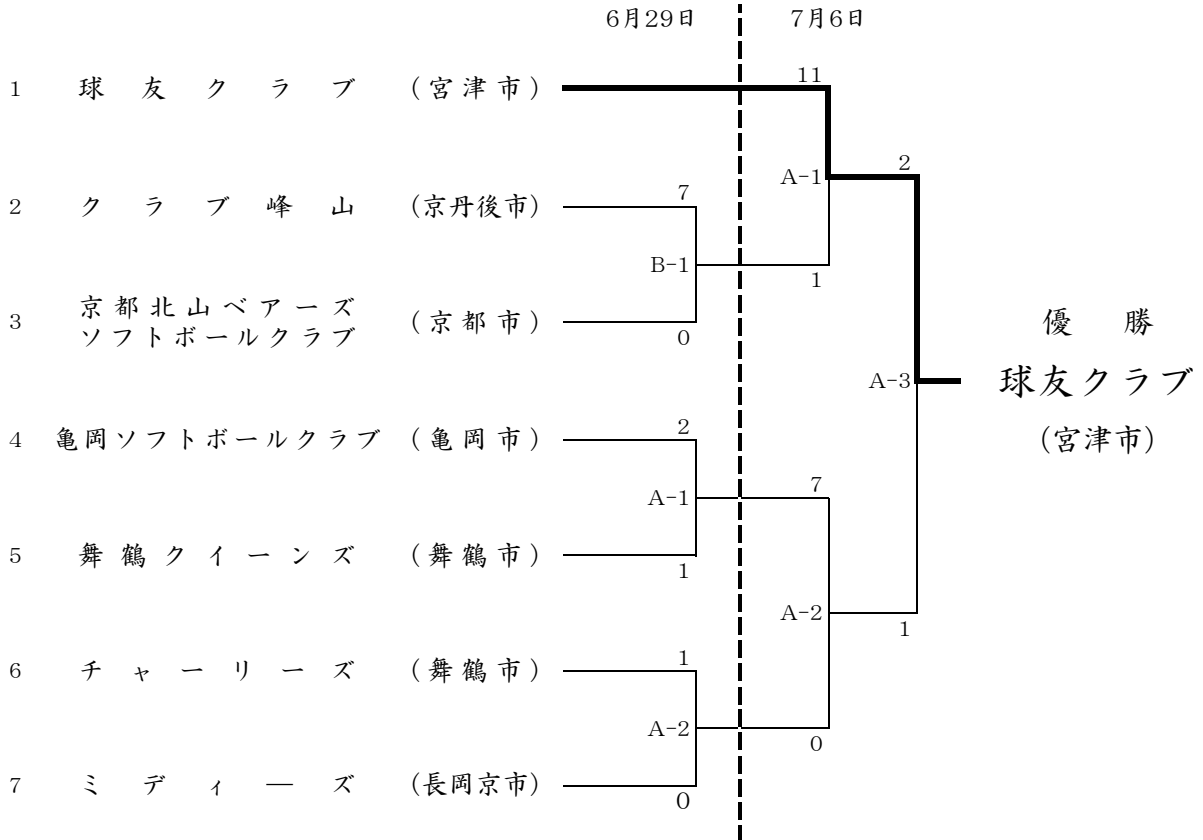 6月29日 7月6日
11
1 球友クラブ (宮津市)
2
A-1
7
2 クラブ峰山 (京丹後市)
B-1
1
京都北山ベアーズ
3 (京都市)
ソフトボールクラブ
0
優勝
A-3 球友クラブ
(宮津市)
2
4 亀岡ソフトボールクラブ (亀岡市)
7
A-1
5 舞鶴クイーンズ (舞鶴市)
1
A-2
1
1
6 チャーリーズ (舞鶴市)
A-2
0
7 ミディ―ズ (長岡京市)
0